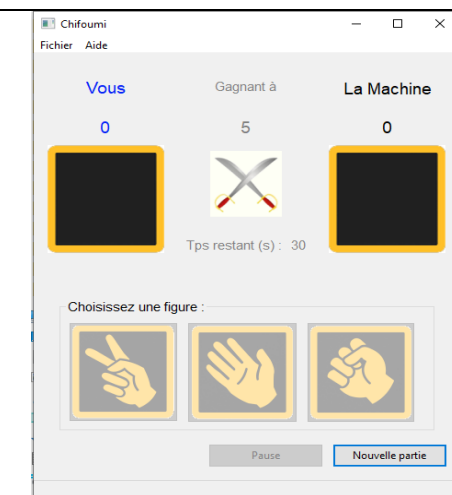 Chifoumi
Fichier Aide
Vous Gagnant à La Machine
0 5 0
Tps restant (s) : 30
Choisissez une figure :
Pause Nouvelle partie